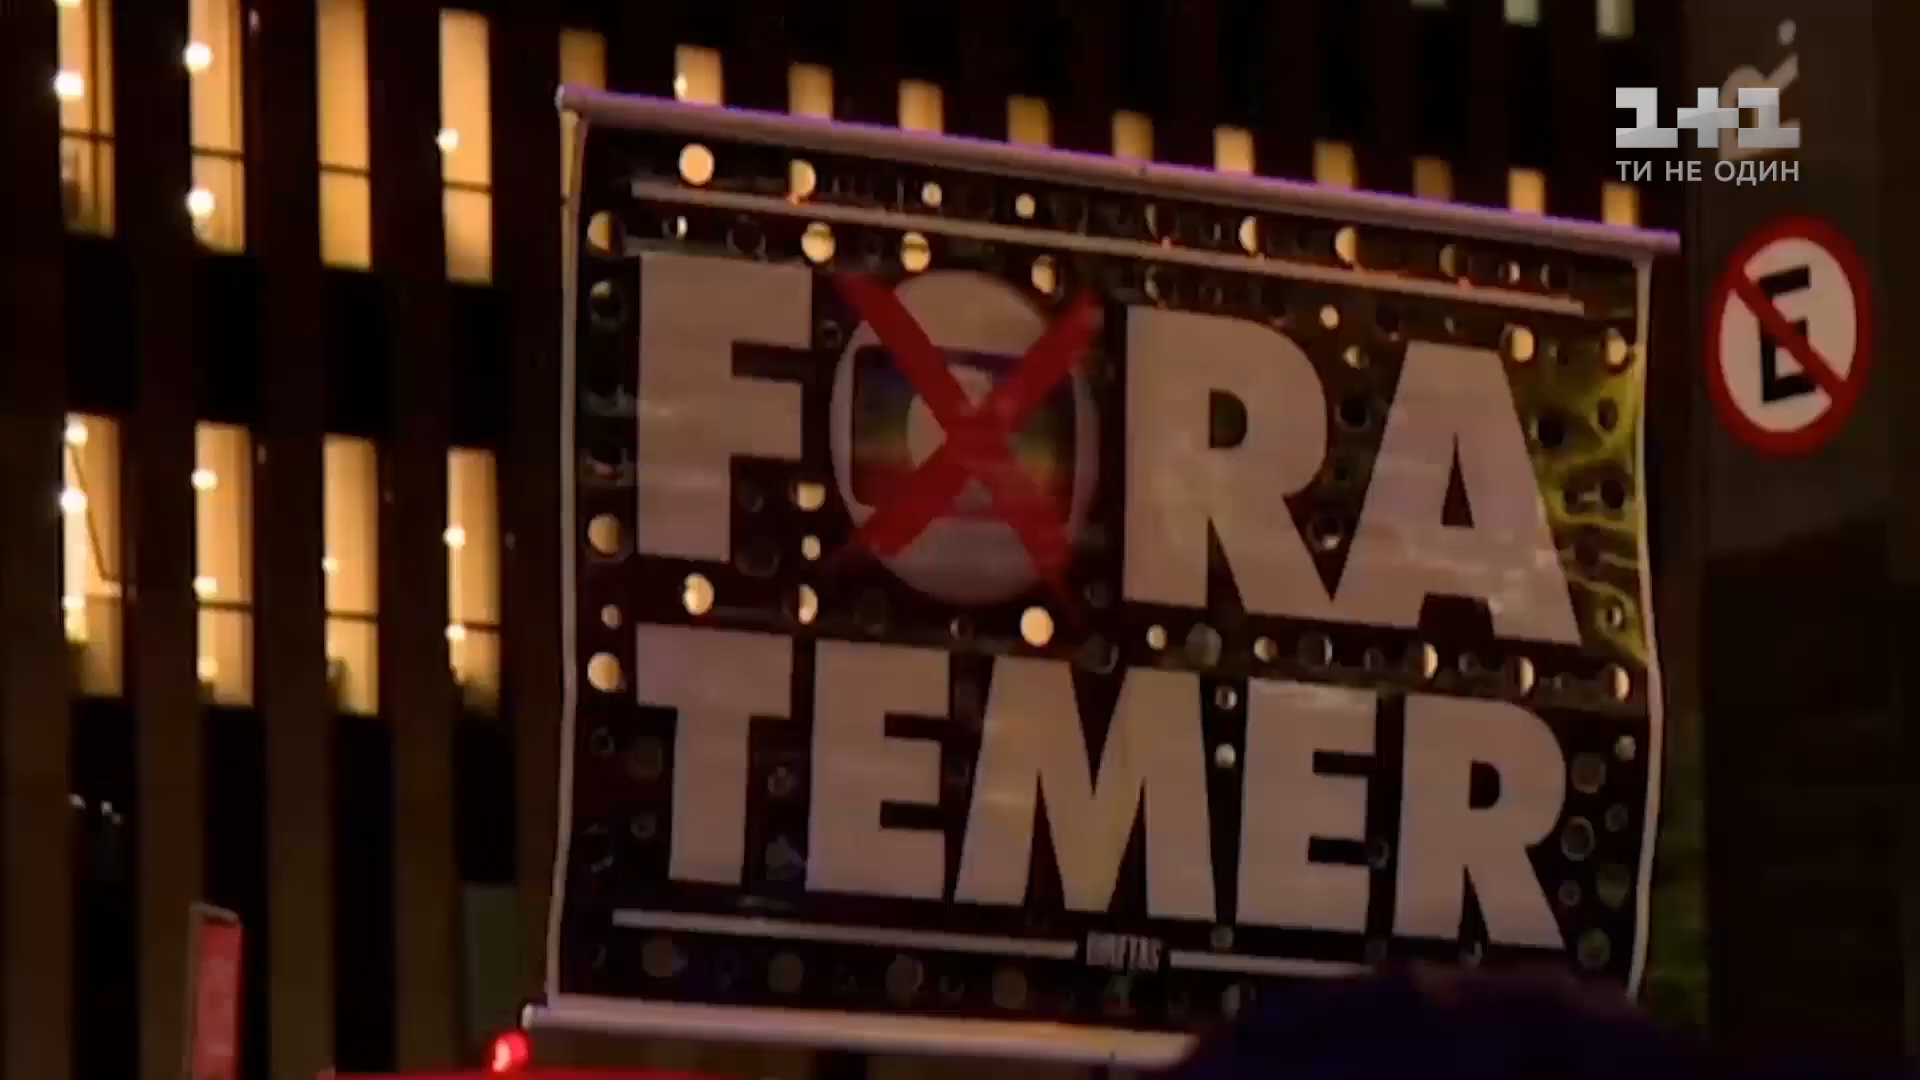 R.
1+1
ТИ НЕ ОДИН
E
FORA
TEMER